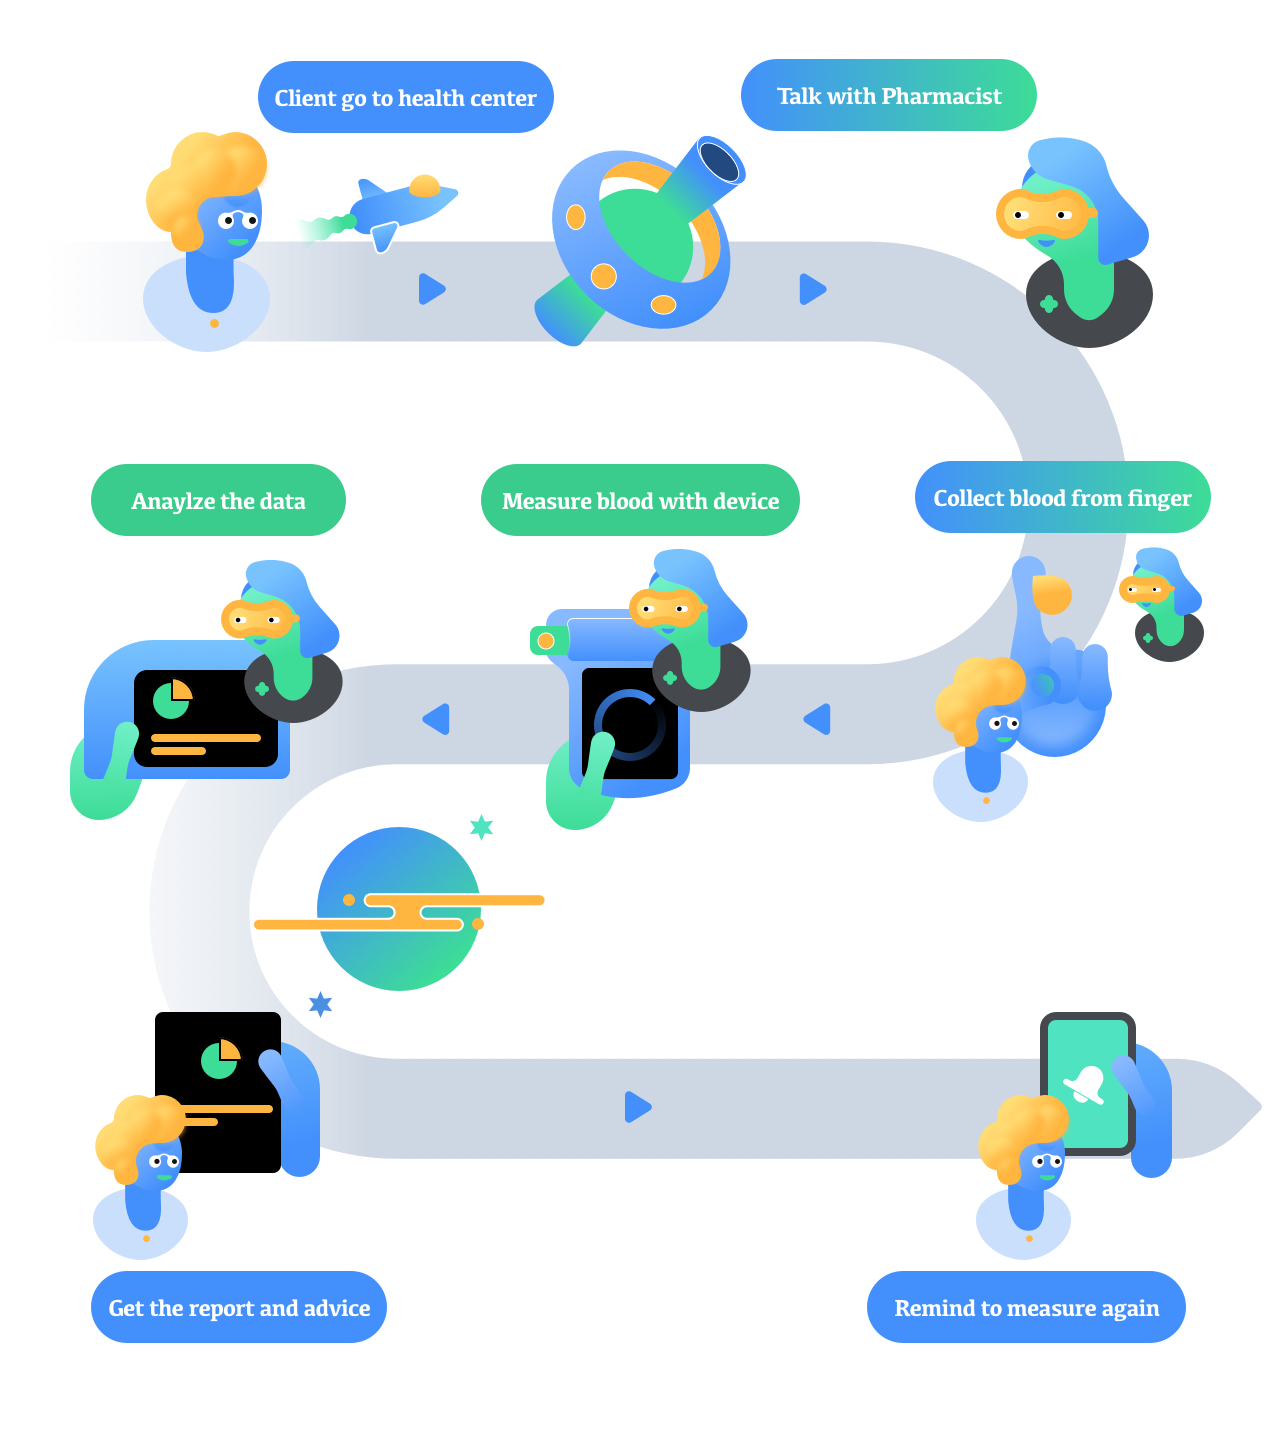 Client go to health center
Talk with Pharmacist
Collect blood from finger
Measure blood with device
Anaylze the data
Get the report and advice
Remind to measure again